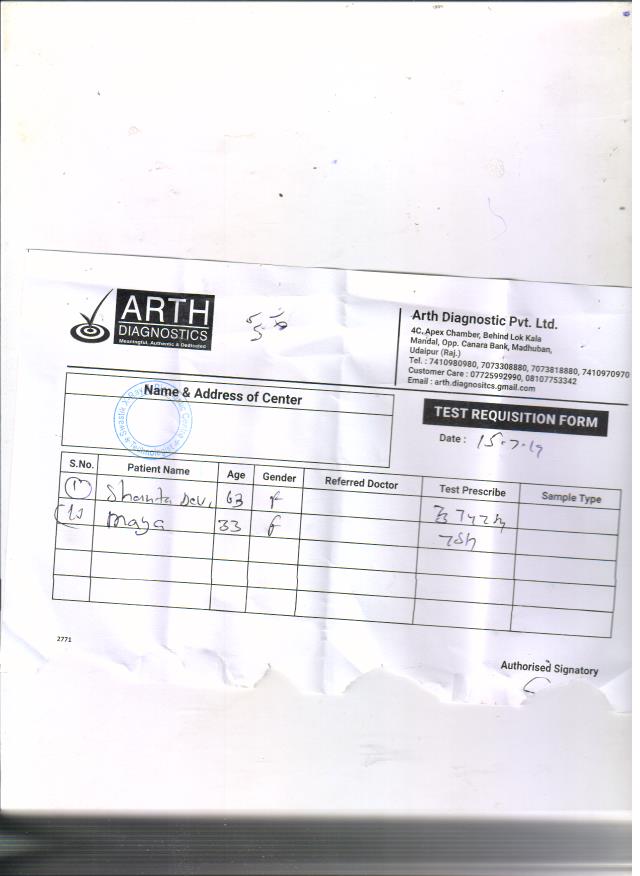 ARTH
DIAGNOSTICS
Meaningful, Authentic & Dedicated
Arth Diagnostic Pvt. Ltd.
4C, Apex Chamber, Behind Lok Kala
Mandal, Opp. Canara Bank, Madhuban,
Udaipur (Raj.)
Tel. : 7410980980, 7073308880, 7073818880, 7410970970
Customer Care : 07725992990, 08107753342
Email : arth.diagnositcs.gmail.com
Name & Address of Center
TEST REQUISITION FORM
Date : 15-7-19
S.No. Patient Name Age Gender Referred Doctor Test Prescribe Sample Type
Shanta Devi 63 F
Maya 33 F TSH
2771
Authorised Signatory